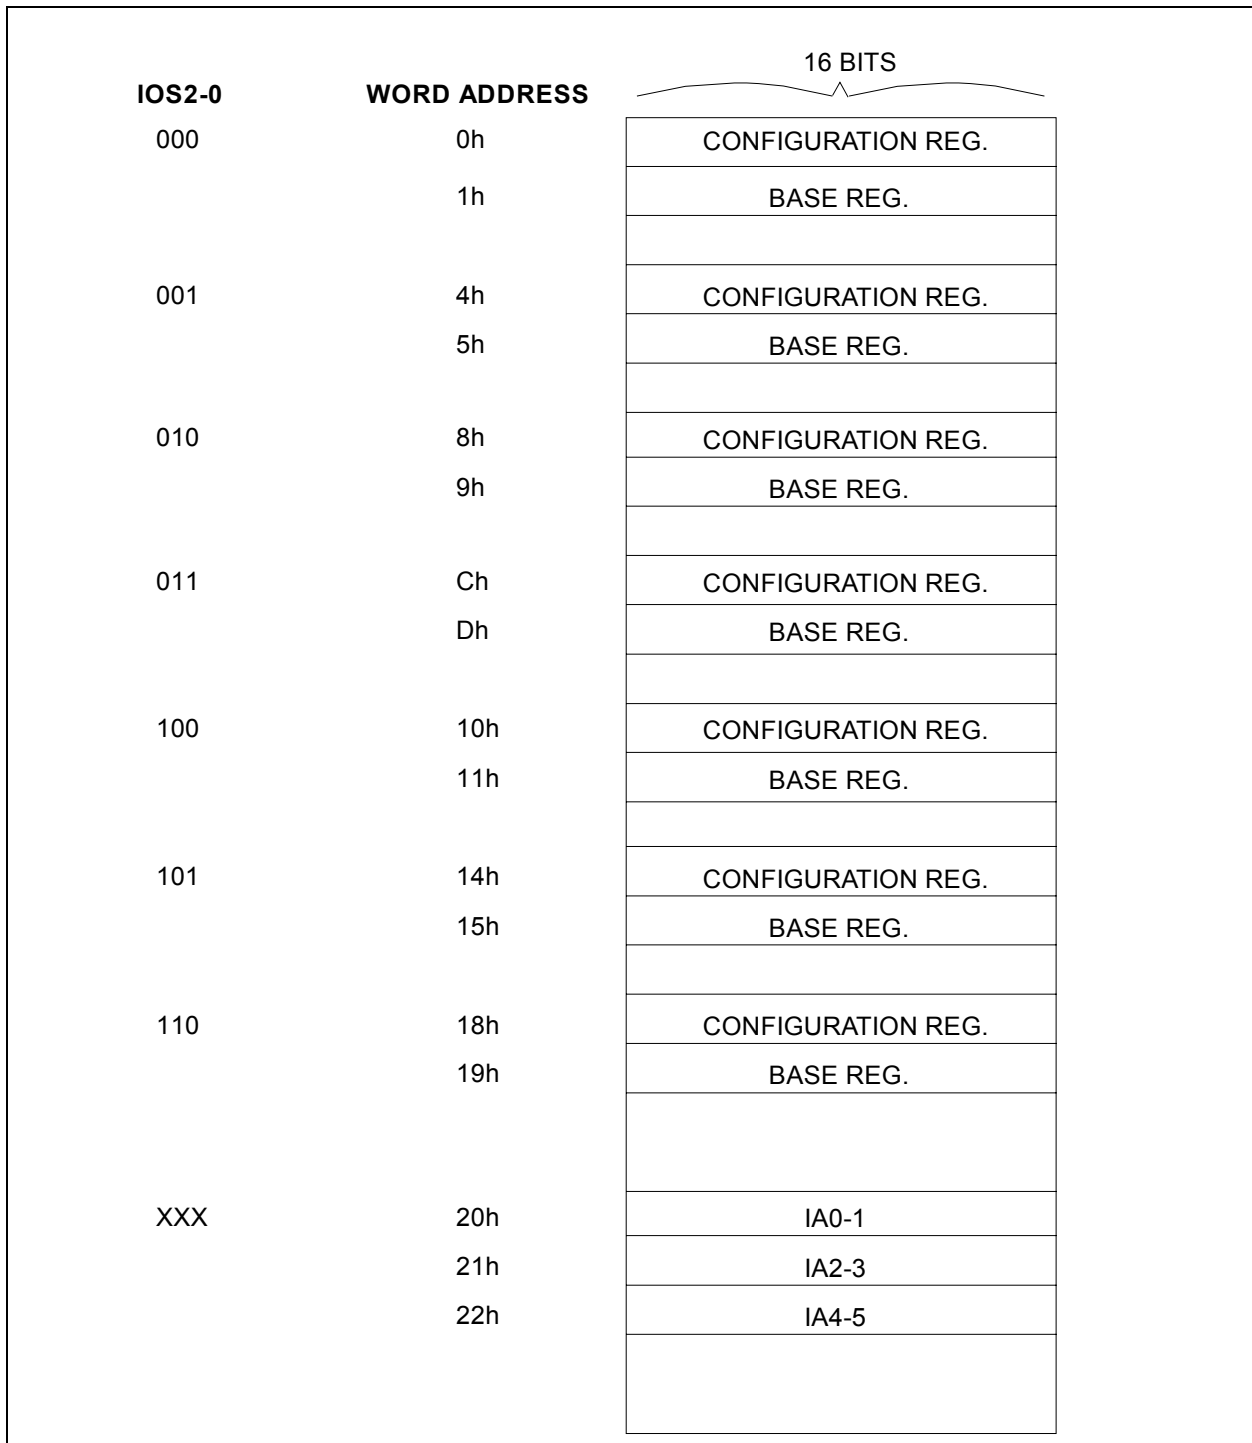 16 BITS
IOS2-0 WORD ADDRESS
000 0h CONFIGURATION REG.
1h BASE REG.
001 4h CONFIGURATION REG.
5h BASE REG.
010 8h CONFIGURATION REG.
9h BASE REG.
011 Ch CONFIGURATION REG.
Dh BASE REG.
100 10h CONFIGURATION REG.
11h BASE REG.
101 14h CONFIGURATION REG.
15h BASE REG.
110 18h CONFIGURATION REG.
19h BASE REG.
XXX 20h IA0-1
21h IA2-3
22h IA4-5